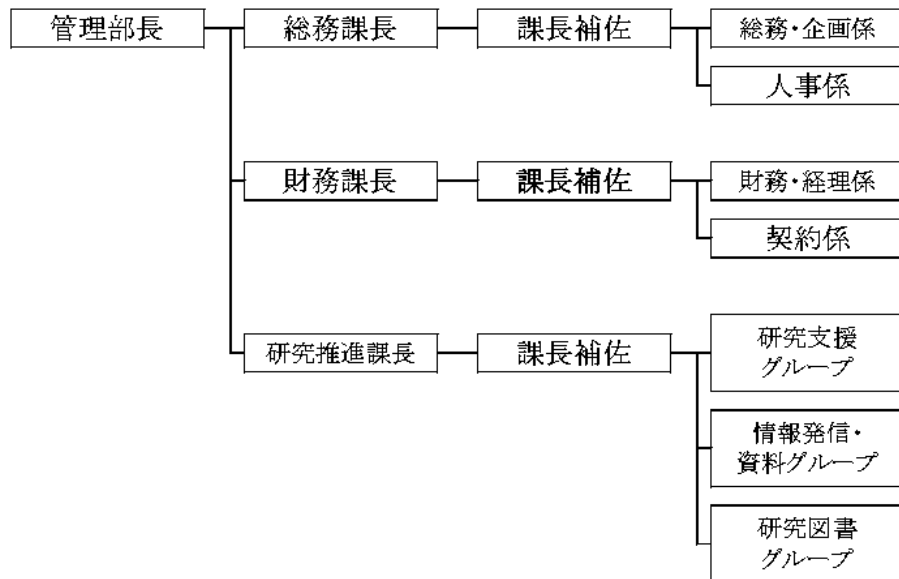 管理部長
総務課長
課長補佐
総務・企画係
人事係
財務課長
課長補佐
財務・経理係
契約係
研究推進課長
課長補佐
研究支援
グループ
情報発信・
資料グループ
研究図書
グループ